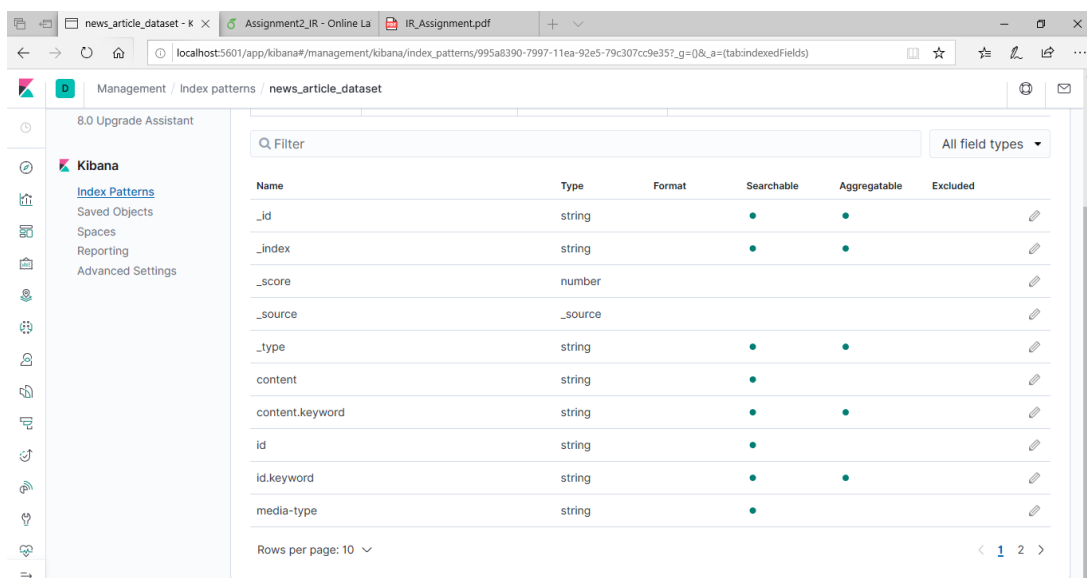 news_article_dataset - K
Assignment2_IR - Online La
IR_Assignment.pdf
localhost:5601/app/kibana#/management/kibana/index_patterns/995a8390-7997-11ea-92e5-79c307cc9e35?_g=()&_a=(tab:indexedFields)
D Management / Index patterns / news_article_dataset
8.0 Upgrade Assistant
Kibana
Index Patterns
Saved Objects
Spaces
Reporting
Advanced Settings
Filter All field types
Name Type Format Searchable Aggregatable Excluded
_id string
_index string
_score number
_source _source
_type string
content string
content.keyword string
id string
id.keyword string
media-type string
Rows per page: 10 < 1 2 >